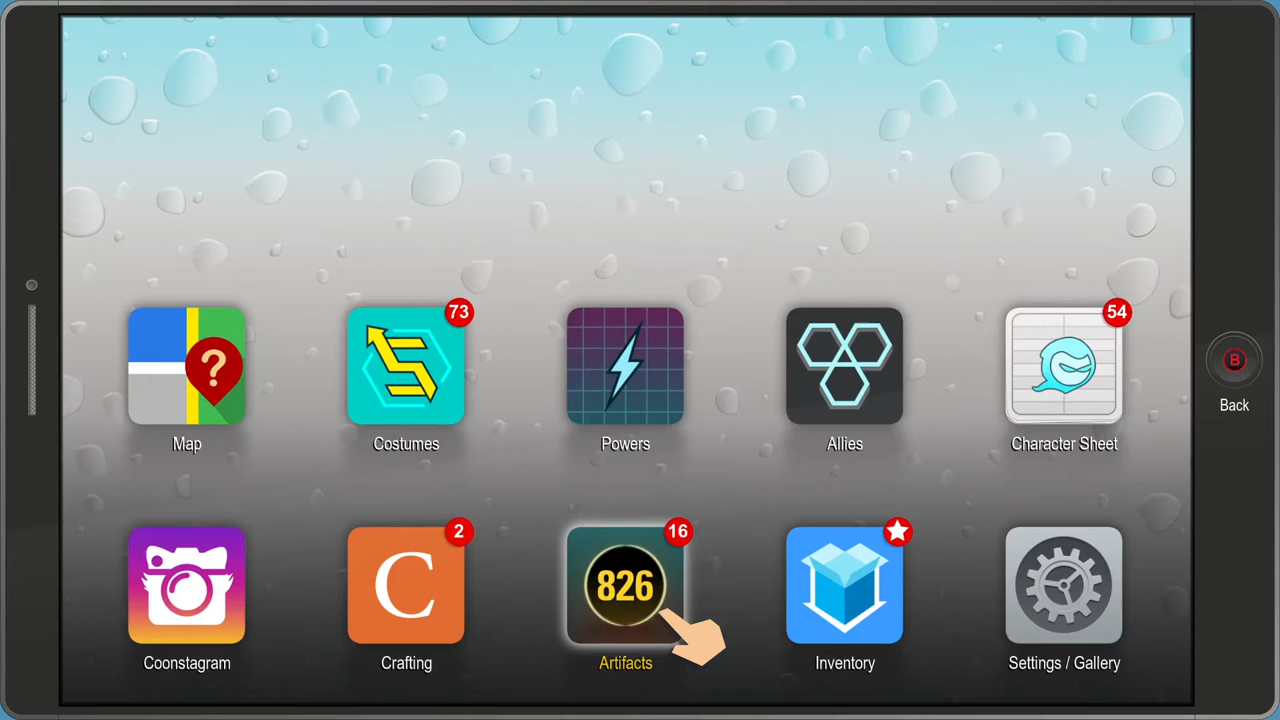 73
54
?
B
Map
Costumes
Powers
Allies
Character Sheet
Back
2
16
C
826
Coonstagram
Crafting
Artifacts
Inventory
Settings / Gallery